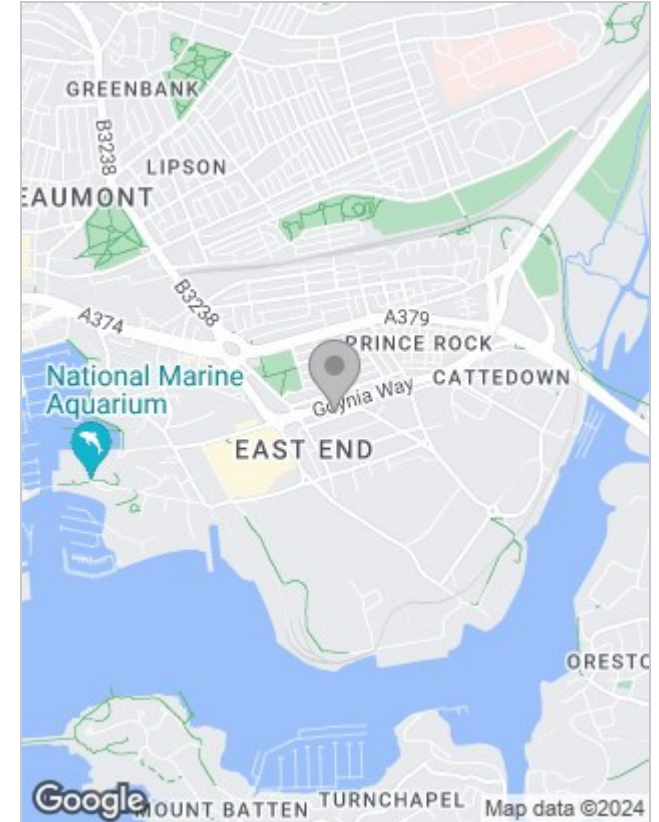 GREENBANK
B3238
LIPSON
EAUMONT
B3238
A374
A379
PRINCE ROCK
National Marine
Aquarium
Gdynia Way
CATTEDOWN
EAST END
ORESTO
Google
MOUNT BATTEN
TURNCHAPEL
Map data ©2024